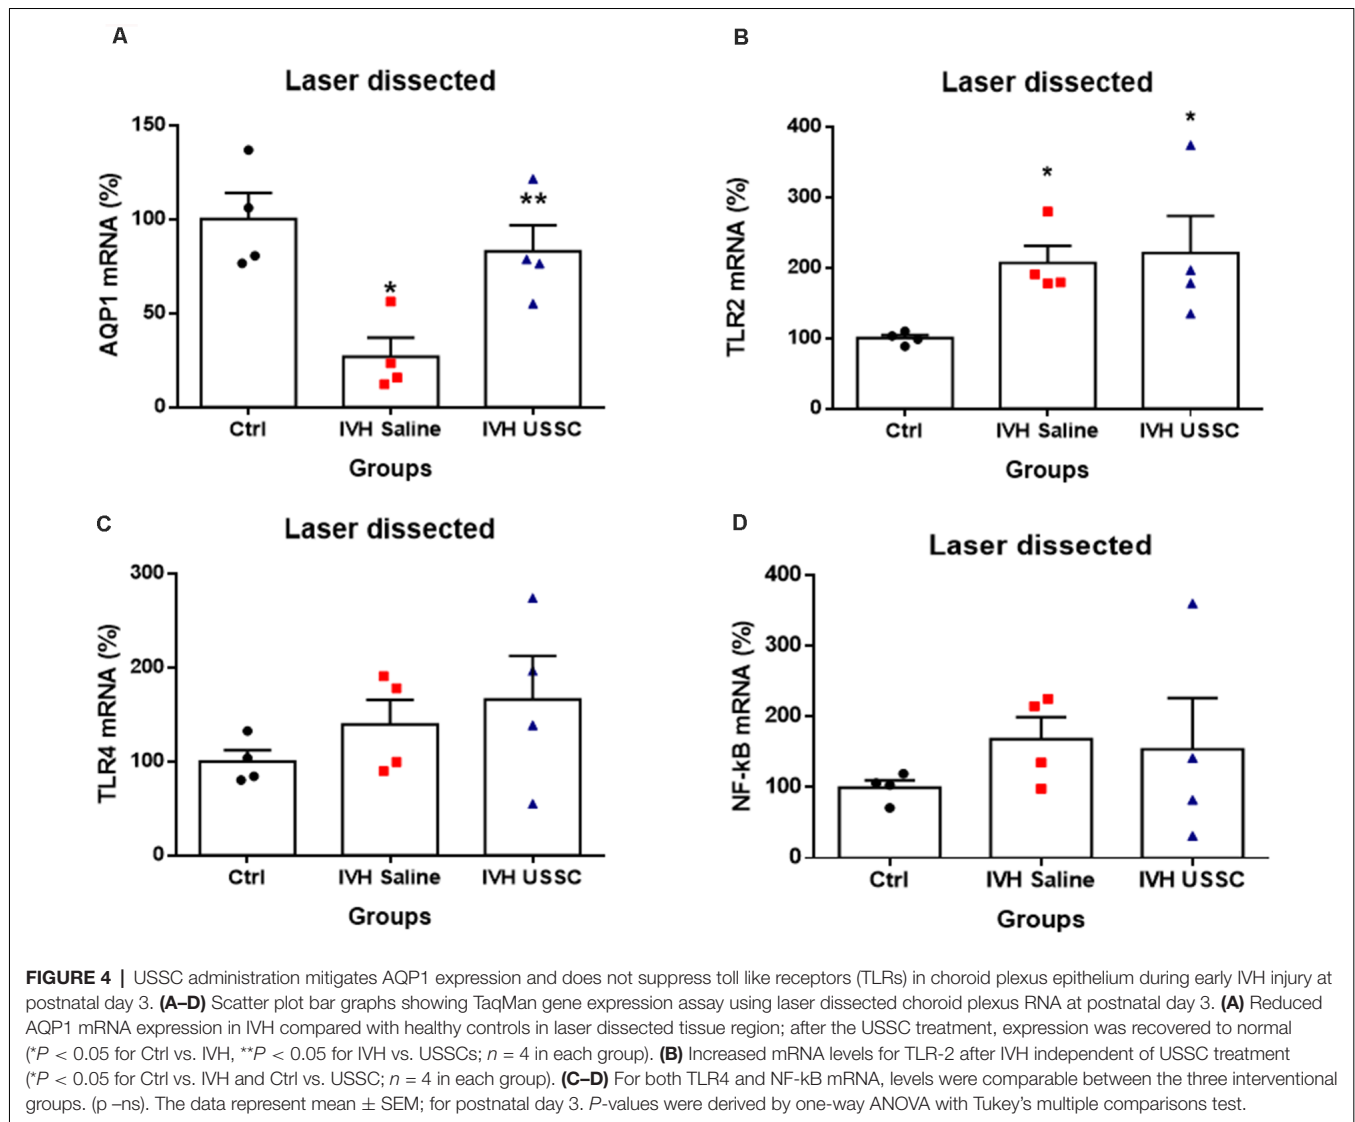 A
Laser dissected
150
100
50
0
AQP1 mRNA (%)
*
**
Ctrl IVH Saline IVH USSC
Groups
B
Laser dissected
400
300
200
100
0
TLR2 mRNA (%)
*
*
Ctrl IVH Saline IVH USSC
Groups
C
Laser dissected
300
200
100
0
TLR4 mRNA (%)
Ctrl IVH Saline IVH USSC
Groups
D
Laser dissected
400
300
200
100
0
NF-kB mRNA (%)
Ctrl IVH Saline IVH USSC
Groups
FIGURE 4 | USSC administration mitigates AQP1 expression and does not suppress toll like receptors (TLRs) in choroid plexus epithelium during early IVH injury at
postnatal day 3. (A–D) Scatter plot bar graphs showing TaqMan gene expression assay using laser dissected choroid plexus RNA at postnatal day 3. (A) Reduced
AQP1 mRNA expression in IVH compared with healthy controls in laser dissected tissue region; after the USSC treatment, expression was recovered to normal
(*P < 0.05 for Ctrl vs. IVH, **P < 0.05 for IVH vs. USSCs; n = 4 in each group). (B) Increased mRNA levels for TLR-2 after IVH independent of USSC treatment
(*P < 0.05 for Ctrl vs. IVH and Ctrl vs. USSC; n = 4 in each group). (C–D) For both TLR4 and NF-kB mRNA, levels were comparable between the three interventional
groups. (p –ns). The data represent mean ± SEM; for postnatal day 3. P-values were derived by one-way ANOVA with Tukey’s multiple comparisons test.